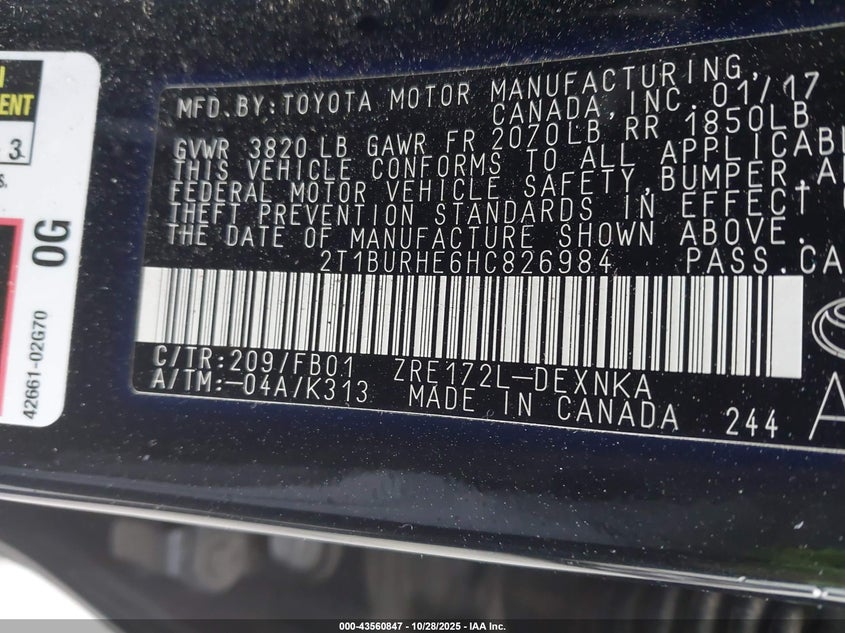 MFD.BY:TOYOTA MOTOR MANUFACTURING,
CANADA, INC. 01/17
GVWR 3820 LB GAWR FR 2070LB RR 1850LB
THIS VEHICLE CONFORMS TO ALL APPLICABL
FEDERAL MOTOR VEHICLE SAFETY, BUMPER, A
THEFT PREVENTION STANDARDS IN EFFECT
THE DATE OF MANUFACTURE SHOWN ABOVE.
2T1BURHE6HC826984 PASS.CA
C/TR:209/FB01 ZRE172L-DEXNKA
A/TM:-04A/K313 MADE IN CANADA 244
ENT
3
s.
0G
42661-02G70
000-43560847 - 10/28/2025 - IAA Inc.